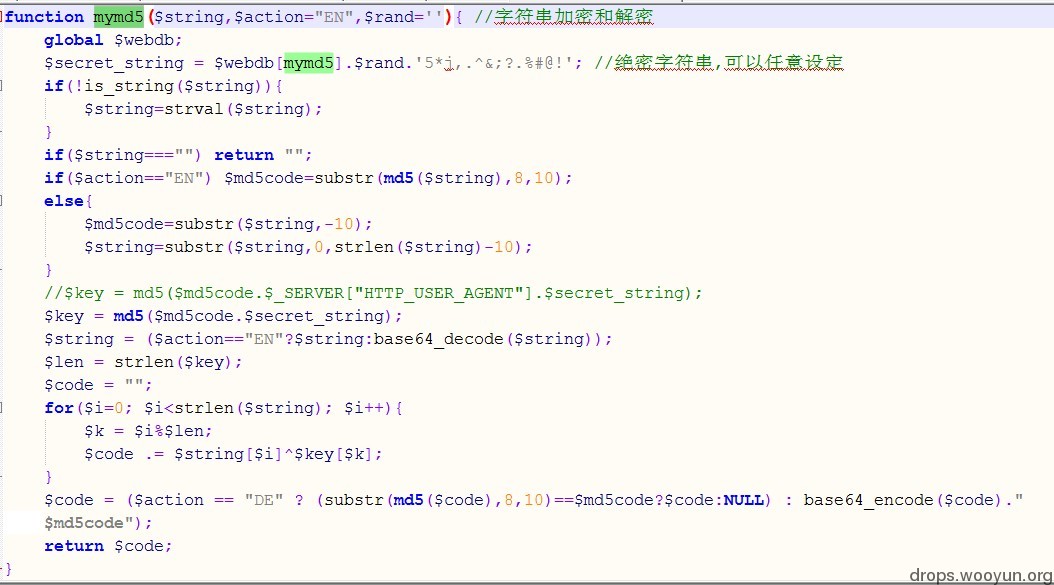 function mymd5($string,$action="EN",$rand=''){ //字符串加密和解密
    global $webdb;
    $secret_string = $webdb[mymd5].$rand.'5*j,.^&;?.%#@!'; //绝密字符串,可以任意设定
    if(!is_string($string)){
        $string=strval($string);
    }
    if($string==="") return "";
    if($action=="EN") $md5code=substr(md5($string),8,10);
    else{
        $md5code=substr($string,-10);
        $string=substr($string,0,strlen($string)-10);
    }
    //$key = md5($md5code.$_SERVER["HTTP_USER_AGENT"].$secret_string);
    $key = md5($md5code.$secret_string);
    $string = ($action=="EN"?$string:base64_decode($string));
    $len = strlen($key);
    $code = "";
    for($i=0; $i<strlen($string); $i++){
        $k = $i%$len;
        $code .= $string[$i]^$key[$k];
    }
    $code = ($action == "DE" ? (substr(md5($code),8,10)==$md5code?$code:NULL) : base64_encode($code)."
    $md5code");
    return $code;
}
drops.wooyun.org